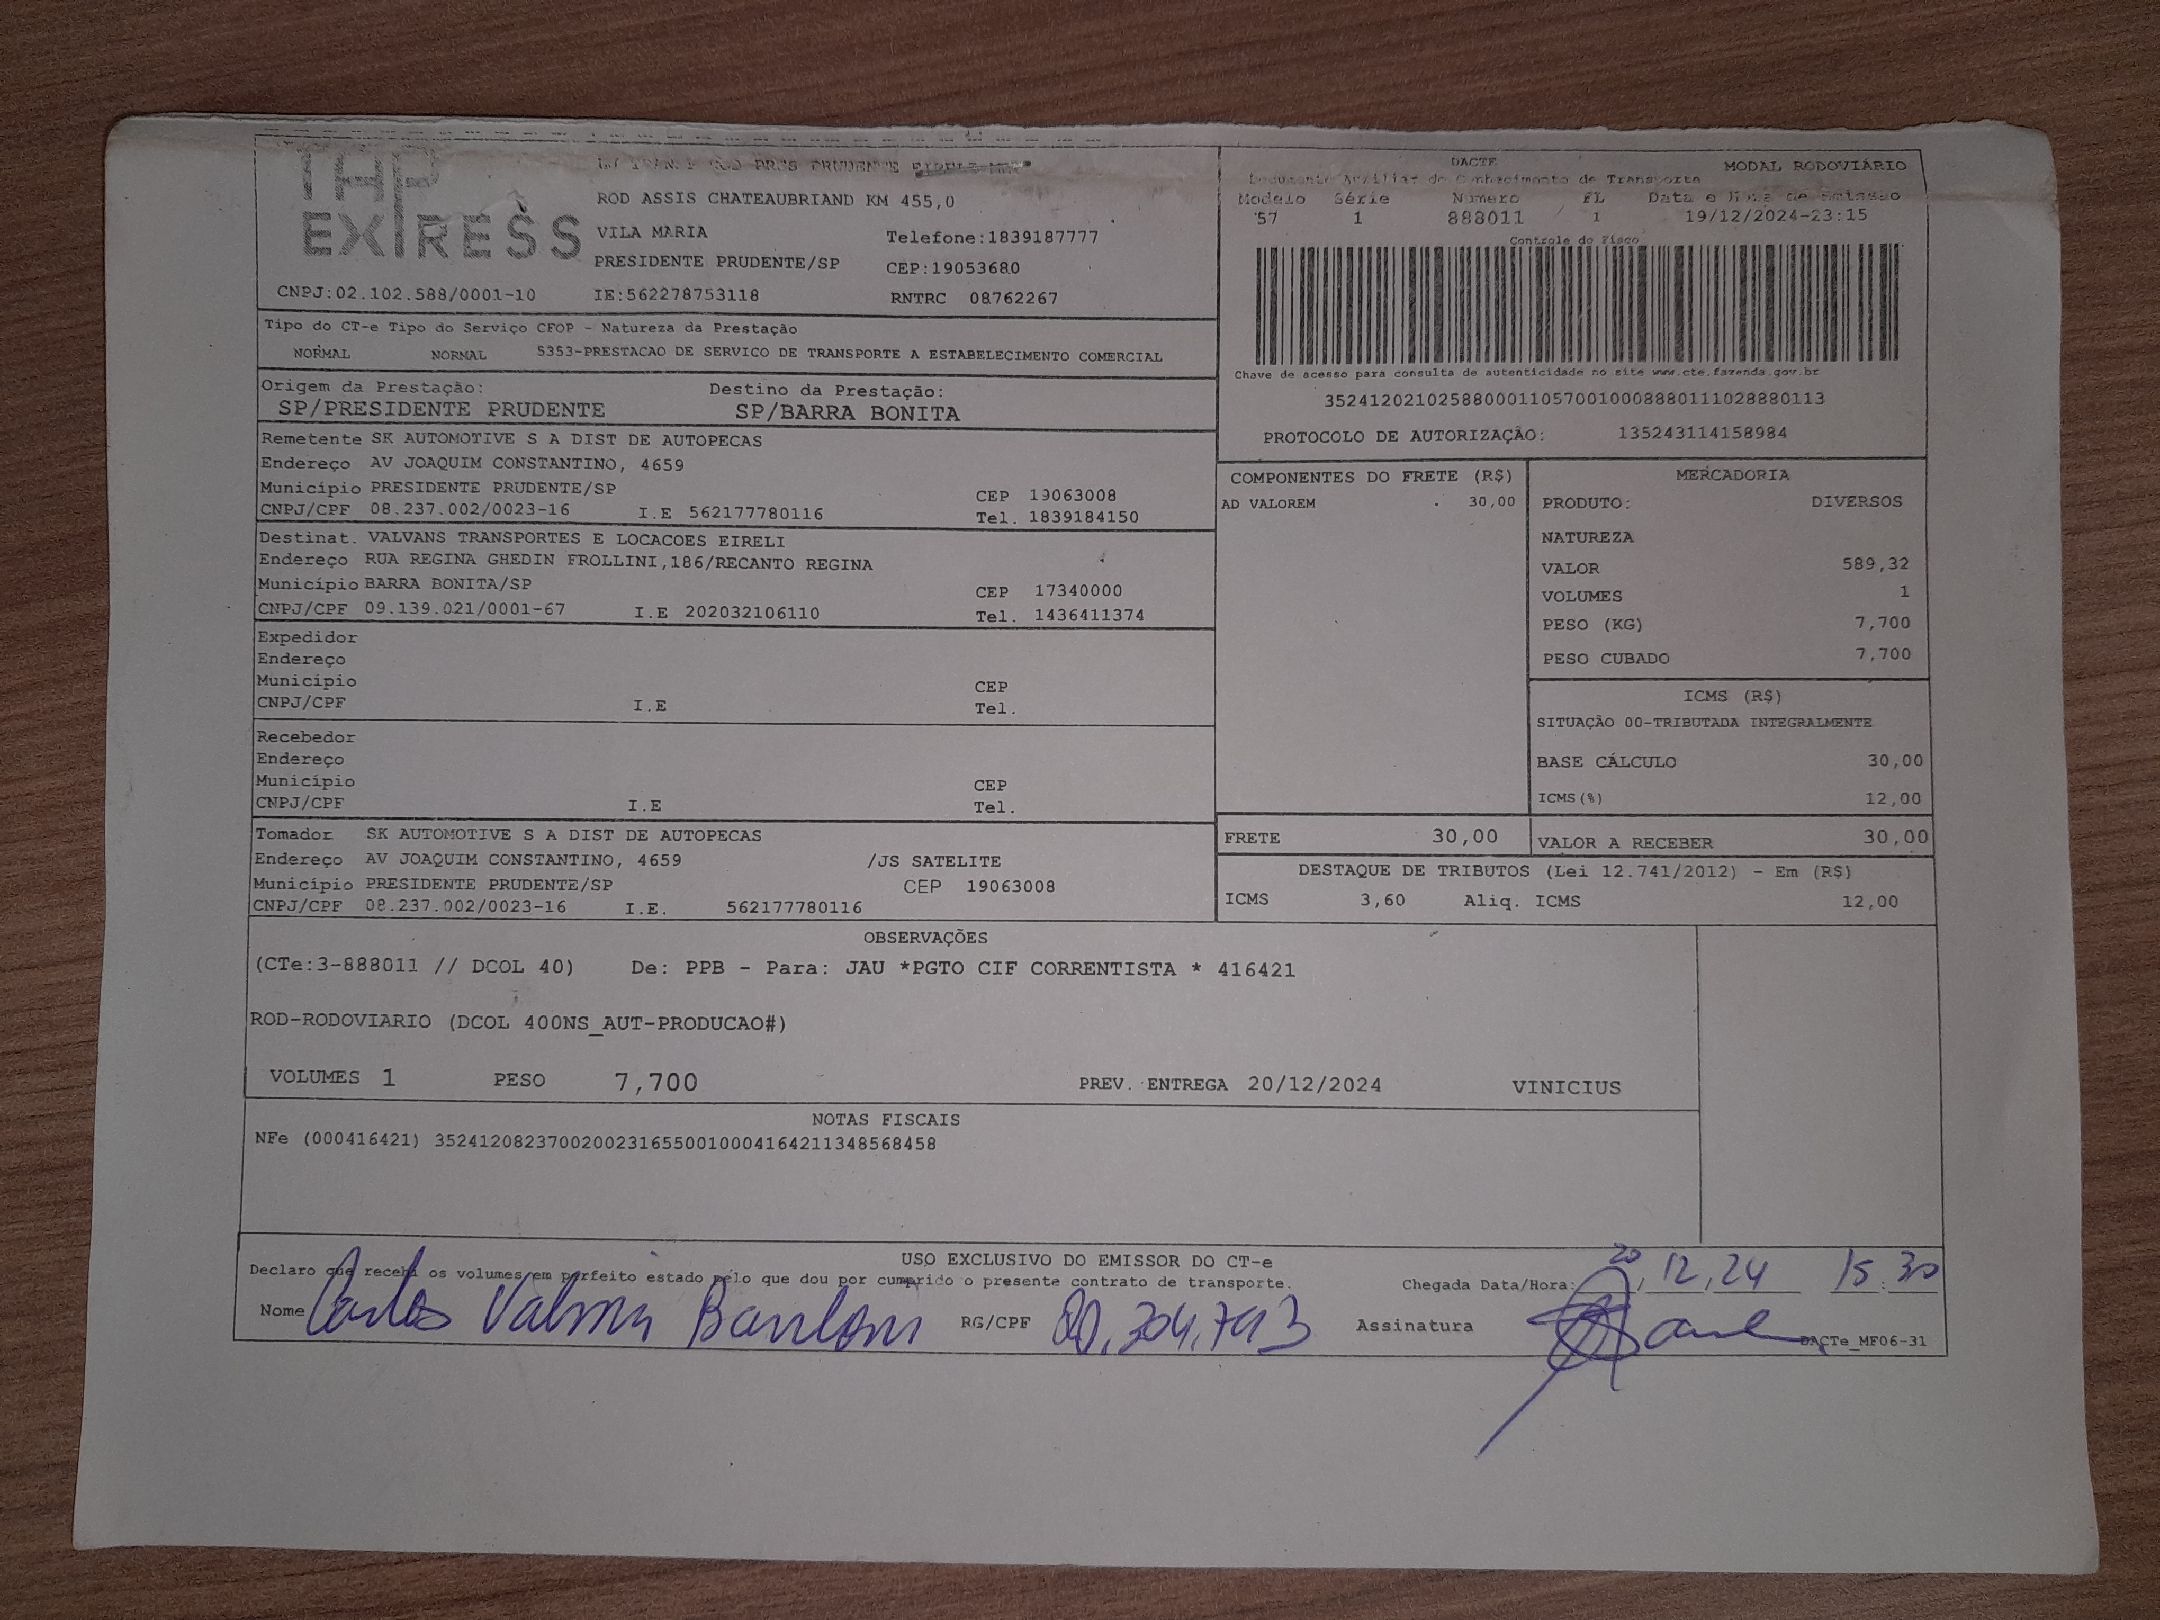 THP
EXPRESS
ROD ASSIS CHATEAUBRIAND KM 455,0
VILA MARIA Telefone:1839187777
PRESIDENTE PRUDENTE/SP CEP:19053680
CNPJ:02.102.588/0001-10 IE:562278753118 RNTRC 08762267
DACTE MODAL RODOVIÁRIO
Documento Auxiliar do Conhecimento de Transporte
Modelo Série Número FL Data e Hora de Emissão
57 1 888011 / 1 19/12/2024-23:15
Controle do Fisco
Chave de acesso para consulta de autenticidade no site www.cte.fazenda.gov.br
35241202102588000110570010008880111028880113
PROTOCOLO DE AUTORIZAÇÃO: 135243114158984
Tipo do CT-e Tipo do Serviço CFOP - Natureza da Prestação
NORMAL NORMAL 5353-PRESTACAO DE SERVICO DE TRANSPORTE A ESTABELECIMENTO COMERCIAL
Origem da Prestação: Destino da Prestação:
SP/PRESIDENTE PRUDENTE SP/BARRA BONITA
Remetente SK AUTOMOTIVE S A DIST DE AUTOPECAS
Endereço AV JOAQUIM CONSTANTINO, 4659
Município PRESIDENTE PRUDENTE/SP CEP 19063008
CNPJ/CPF 08.237.002/0023-16 I.E 562177780116 Tel. 1839184150
Destinat. VALVANS TRANSPORTES E LOCACOES EIRELI
Endereço RUA REGINA GHEDIN FROLLINI,186/RECANTO REGINA
Município BARRA BONITA/SP CEP 17340000
CNPJ/CPF 09.139.021/0001-67 I.E 202032106110 Tel. 1436411374
Expedidor
Endereço
Município CEP
CNPJ/CPF I.E Tel.
Recebedor
Endereço
Município CEP
CNPJ/CPF I.E Tel.
Tomador SK AUTOMOTIVE S A DIST DE AUTOPECAS
Endereço AV JOAQUIM CONSTANTINO, 4659 /JS SATELITE
Município PRESIDENTE PRUDENTE/SP CEP 19063008
CNPJ/CPF 08.237.002/0023-16 I.E. 562177780116
COMPONENTES DO FRETE (R$)
AD VALOREM . 30,00
MERCADORIA
PRODUTO: DIVERSOS
NATUREZA
VALOR 589,32
VOLUMES 1
PESO (KG) 7,700
PESO CUBADO 7,700
ICMS (R$)
SITUAÇÃO 00-TRIBUTADA INTEGRALMENTE
BASE CÁLCULO 30,00
ICMS(%) 12,00
FRETE 30,00 VALOR A RECEBER 30,00
DESTAQUE DE TRIBUTOS (Lei 12.741/2012) - Em (R$)
ICMS 3,60 Aliq. ICMS 12,00
OBSERVAÇÕES
(CTe:3-888011 // DCOL 40) De: PPB - Para: JAU *PGTO CIF CORRENTISTA * 416421
ROD-RODOVIARIO (DCOL 400NS_AUT-PRODUCAO#)
VOLUMES 1 PESO 7,700 PREV. ENTREGA 20/12/2024 VINICIUS
NOTAS FISCAIS
NFe (000416421) 35241208237002002316550010004164211348568458
USO EXCLUSIVO DO EMISSOR DO CT-e
Declaro que recebi os volumes em perfeito estado pelo que dou por cumprido o presente contrato de transporte.
Chegada Data/Hora: 20,12,24 15:30
Nome Carlos RG/CPF Assinatura
DACTe_MF06-31